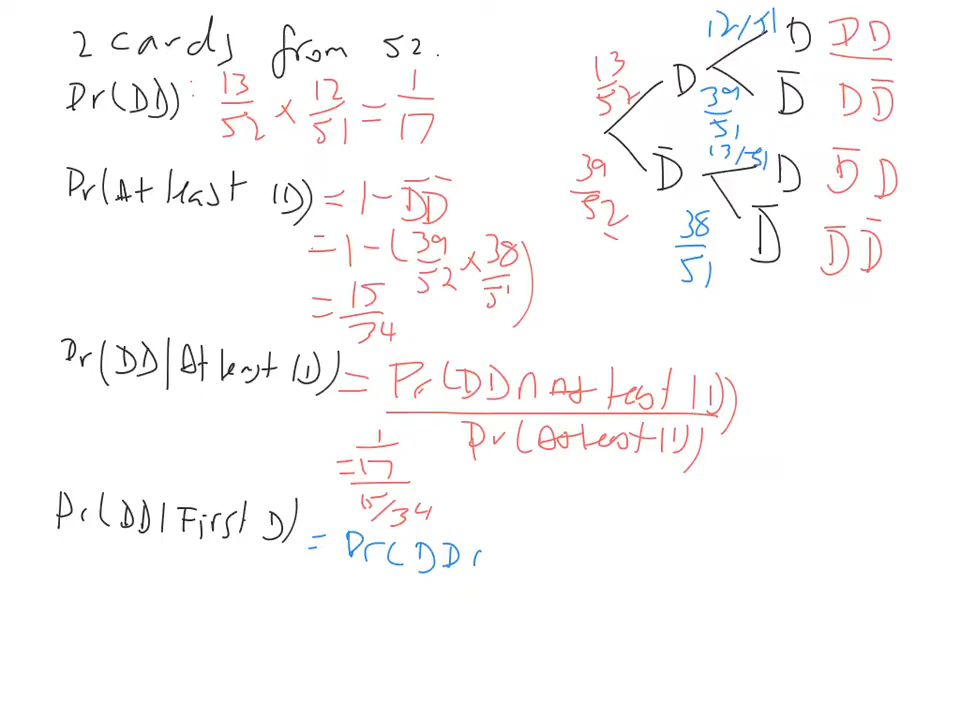 2 cards from 52.
Pr(DD): 13/52 × 12/51 = 1/17
Pr(At least 1D) = 1 - D̄D̄
= 1 - (39/52 × 38/51)
= 15/34
Pr(DD|At least 1D) = Pr(DD∩At least 1D)/Pr(At least 1D)
= 1/17 / 15/34
Pr(DD|First D) = Pr(DD
13/52 D 12/51 D DD
39/51 D̄ DD̄
39/52 D̄ 13/51 D D̄D
38/51 D̄ D̄D̄